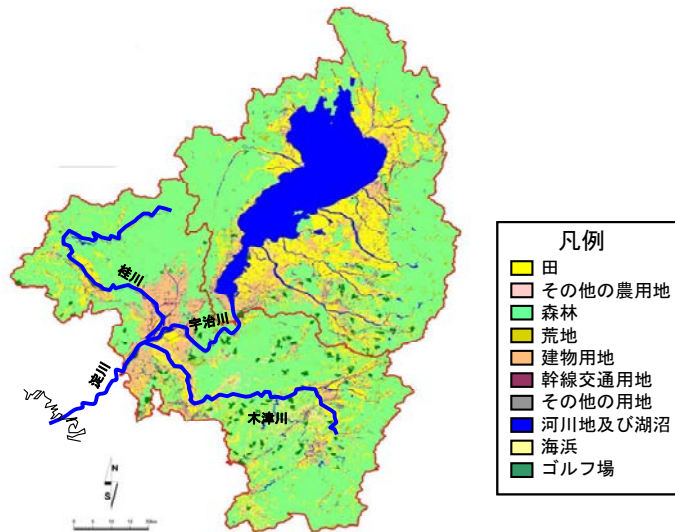 桂川
宇治川
淀川
木津川
N
S
凡例
田
その他の農用地
森林
荒地
建物用地
幹線交通用地
その他の用地
河川地及び湖沼
海浜
ゴルフ場